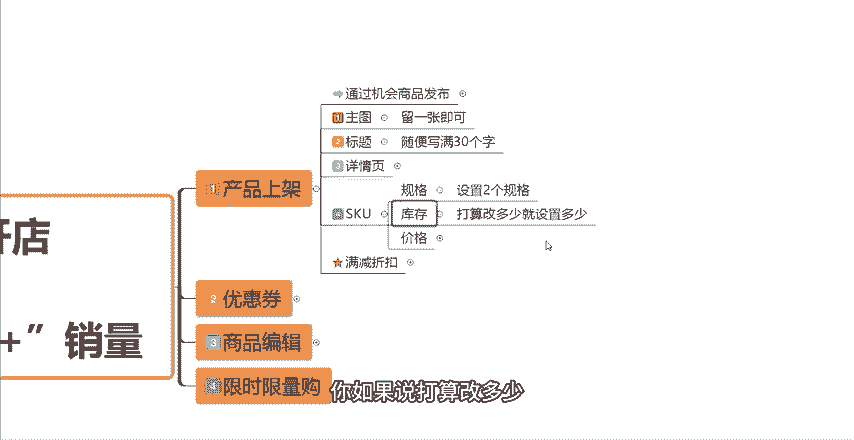 通过机会商品发布
1 主图 留一张即可
2 标题 随便写满30个字
3 详情页
规格 设置2个规格
SKU 库存 打算改多少就设置多少
价格
满减折扣
1 产品上架
开店
+”销量
2 优惠券
3 商品编辑
4 限时限量购
你如果说打算改多少